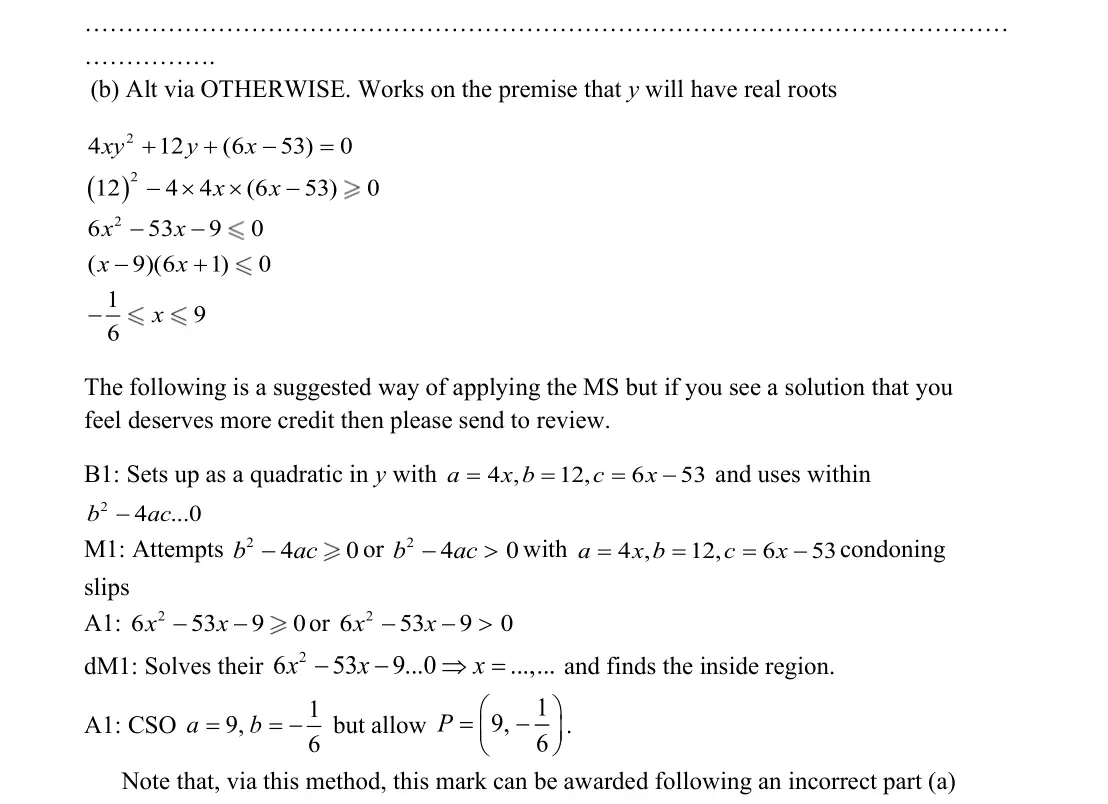 ……………………………………………………………………………………………………
…………….
(b) Alt via OTHERWISE. Works on the premise that y will have real roots
4xy² + 12y + (6x − 53) = 0
(12)² − 4 × 4x × (6x − 53) ⩾ 0
6x² − 53x − 9 ⩽ 0
(x − 9)(6x + 1) ⩽ 0
−1/6 ⩽ x ⩽ 9
The following is a suggested way of applying the MS but if you see a solution that you
feel deserves more credit then please send to review.
B1: Sets up as a quadratic in y with a = 4x, b = 12, c = 6x − 53 and uses within
b² − 4ac...0
M1: Attempts b² − 4ac ⩾ 0 or b² − 4ac > 0 with a = 4x, b = 12, c = 6x − 53 condoning
slips
A1: 6x² − 53x − 9 ⩾ 0 or 6x² − 53x − 9 > 0
dM1: Solves their 6x² − 53x − 9...0 ⇒ x = ...,... and finds the inside region.
A1: CSO a = 9, b = −1/6 but allow P = (9, −1/6).
Note that, via this method, this mark can be awarded following an incorrect part (a)